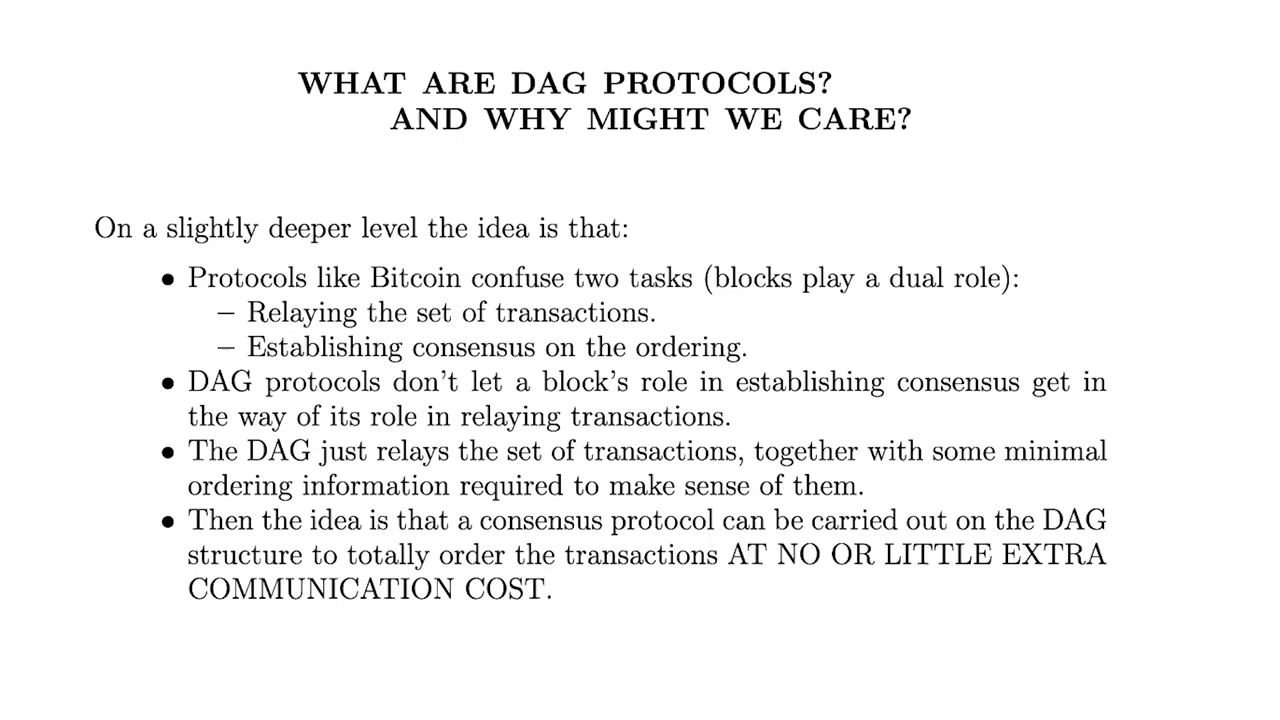 WHAT ARE DAG PROTOCOLS?
AND WHY MIGHT WE CARE?
On a slightly deeper level the idea is that:
• Protocols like Bitcoin confuse two tasks (blocks play a dual role):
– Relaying the set of transactions.
– Establishing consensus on the ordering.
• DAG protocols don’t let a block’s role in establishing consensus get in
the way of its role in relaying transactions.
• The DAG just relays the set of transactions, together with some minimal
ordering information required to make sense of them.
• Then the idea is that a consensus protocol can be carried out on the DAG
structure to totally order the transactions AT NO OR LITTLE EXTRA
COMMUNICATION COST.